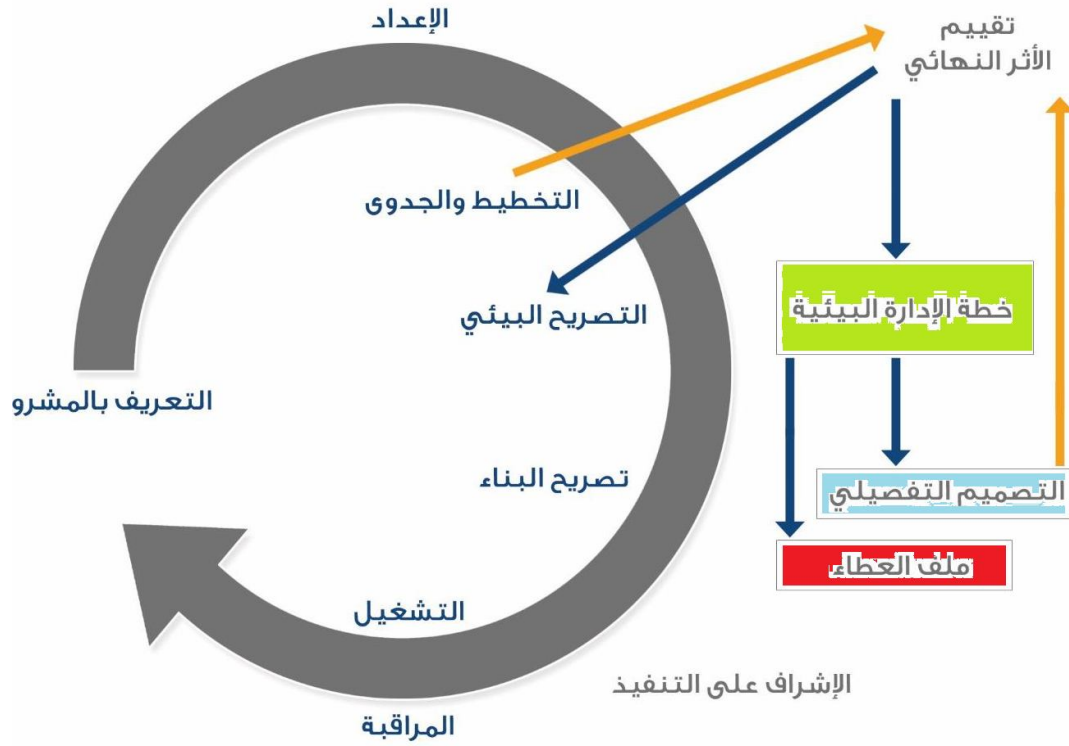 الإعداد
تقييم
الأثر النهائي
التخطيط والجدوى
التصريح البيئي
خطة الإدارة البيئية
التعريف بالمشرو
تصريح البناء
التصميم التفصيلي
ملف العطاء
التشغيل
الإشراف على التنفيذ
المراقبة